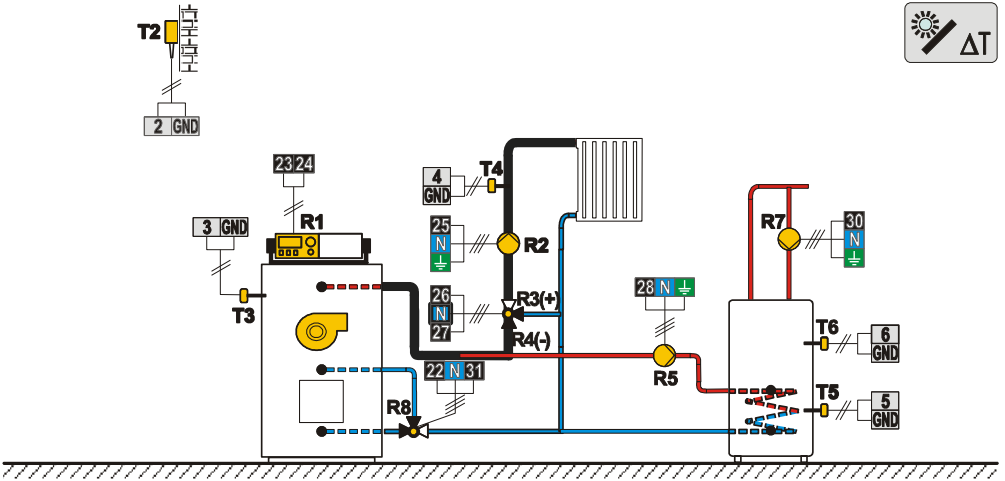 T2
ΔT
2 GND
23 24
R1
T4
4
GND
3 GND
T3
25
N
R2
R7
30
N
26
N
27
R3(+)
R4(-)
28 N
R5
T6
6
GND
22 N 31
R8
T5
5
GND